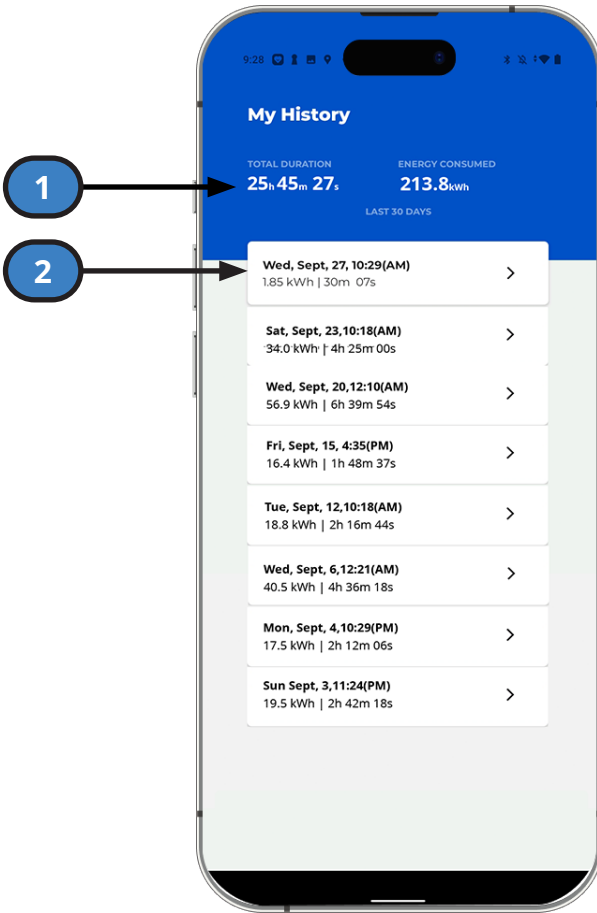 9:28
My History
TOTAL DURATION
ENERGY CONSUMED
25h 45m 27s
213.8kWh
LAST 30 DAYS
1
2
Wed, Sept, 27, 10:29(AM)
1.85 kWh | 30m 07s
Sat, Sept, 23,10:18(AM)
34.0 kWh | 4h 25m 00s
Wed, Sept, 20,12:10(AM)
56.9 kWh | 6h 39m 54s
Fri, Sept, 15, 4:35(PM)
16.4 kWh | 1h 48m 37s
Tue, Sept, 12,10:18(AM)
18.8 kWh | 2h 16m 44s
Wed, Sept, 6,12:21(AM)
40.5 kWh | 4h 36m 18s
Mon, Sept, 4,10:29(PM)
17.5 kWh | 2h 12m 06s
Sun Sept, 3,11:24(PM)
19.5 kWh | 2h 42m 18s